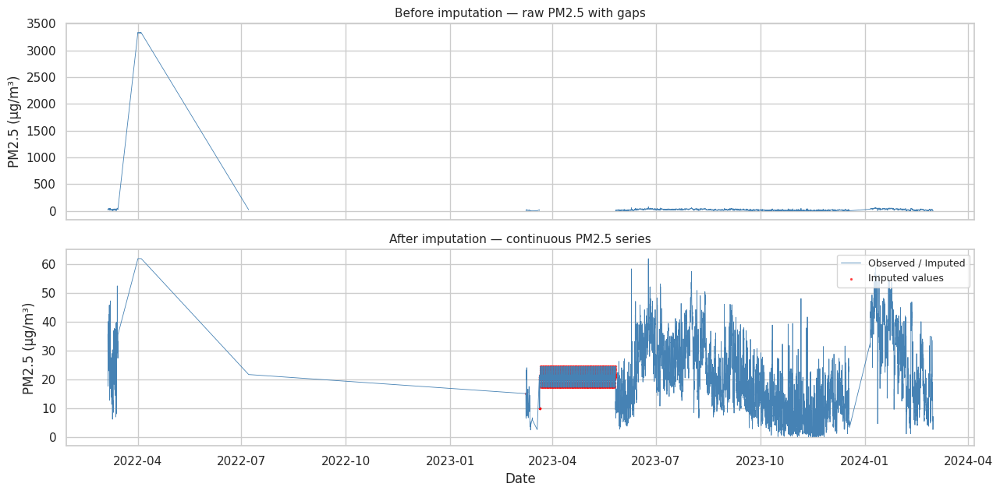 Before imputation — raw PM2.5 with gaps
3500
3000
2500
2000
1500
1000
500
0
PM2.5 (µg/m³)
After imputation — continuous PM2.5 series
60
50
40
30
20
10
0
PM2.5 (µg/m³)
Observed / Imputed
Imputed values
2022-04 2022-07 2022-10 2023-01 2023-04 2023-07 2023-10 2024-01 2024-04
Date